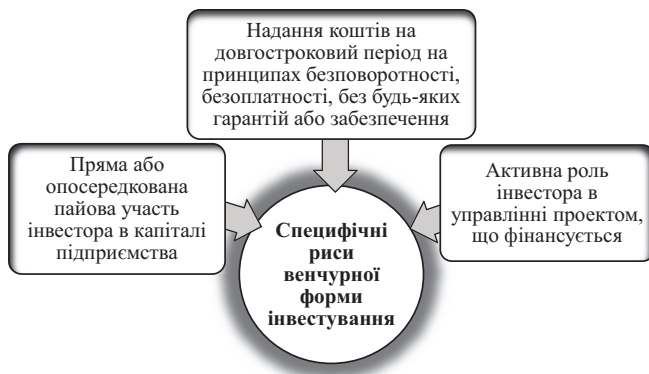 Надання коштів на
довгостроковий період на
принципах безповоротності,
безоплатності, без будь-яких
гарантій або забезпечення
Пряма або
опосередкована
пайова участь
інвестора в капіталі
підприємства
Активна роль
інвестора в
управлінні проектом,
що фінансується
Специфічні
риси
венчурної
форми
інвестування